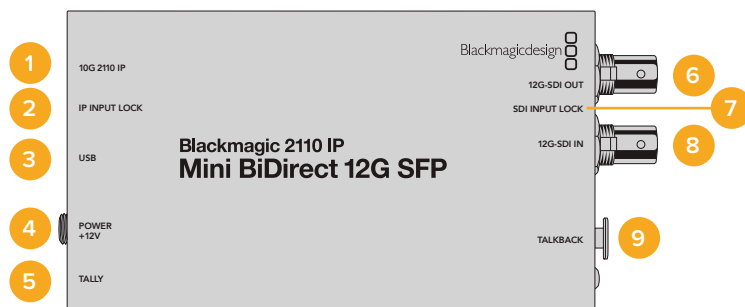 1
10G 2110 IP
2
IP INPUT LOCK
3
USB
4
POWER
+12V
5
TALLY
Blackmagic 2110 IP
Mini BiDirect 12G SFP
Blackmagicdesign
12G-SDI OUT
6
SDI INPUT LOCK
7
12G-SDI IN
8
TALKBACK
9